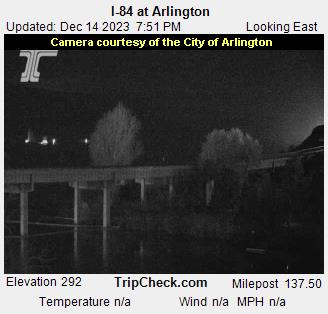 I-84 at Arlington
Updated: Dec 14 2023 7:51 PM Looking East
Camera courtesy of the City of Arlington
Elevation 292 TripCheck.com Milepost 137.50
Temperature n/a Wind n/a MPH n/a